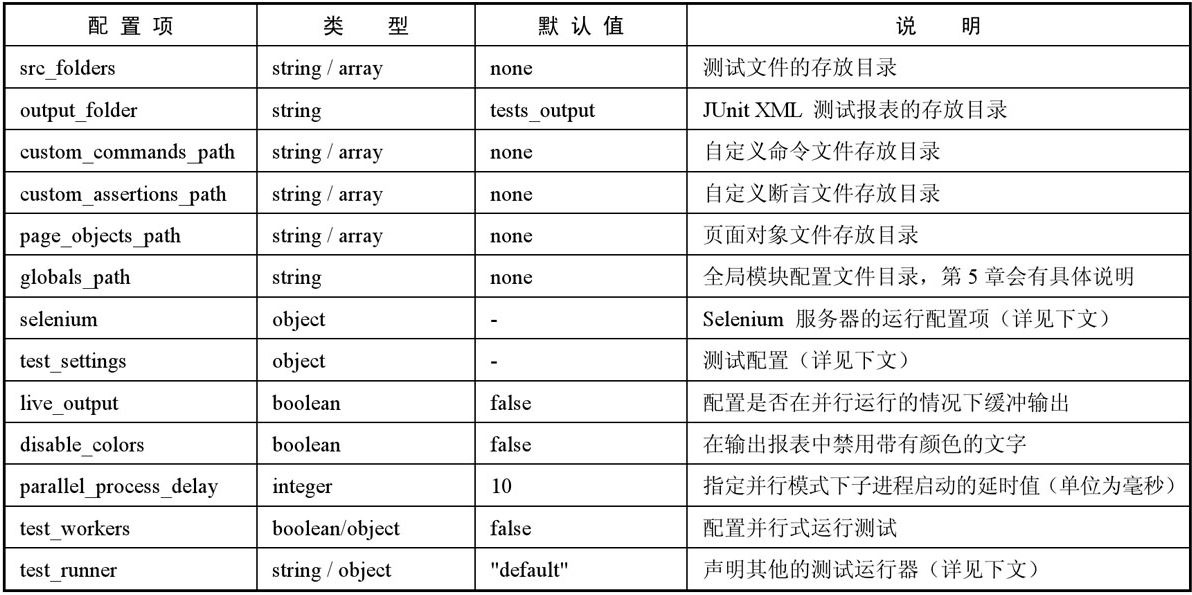 配置项 类型 默认值 说明
src_folders string / array none 测试文件的存放目录
output_folder string tests_output JUnit XML 测试报表的存放目录
custom_commands_path string / array none 自定义命令文件存放目录
custom_assertions_path string / array none 自定义断言文件存放目录
page_objects_path string / array none 页面对象文件存放目录
globals_path string none 全局模块配置文件目录，第 5 章会有具体说明
selenium object - Selenium 服务器的运行配置项（详见下文）
test_settings object - 测试配置（详见下文）
live_output boolean false 配置是否在并行运行的情况下缓冲输出
disable_colors boolean false 在输出报表中禁用带有颜色的文字
parallel_process_delay integer 10 指定并行模式下子进程启动的延时值（单位为毫秒）
test_workers boolean/object false 配置并行式运行测试
test_runner string / object "default" 声明其他的测试运行器（详见下文）